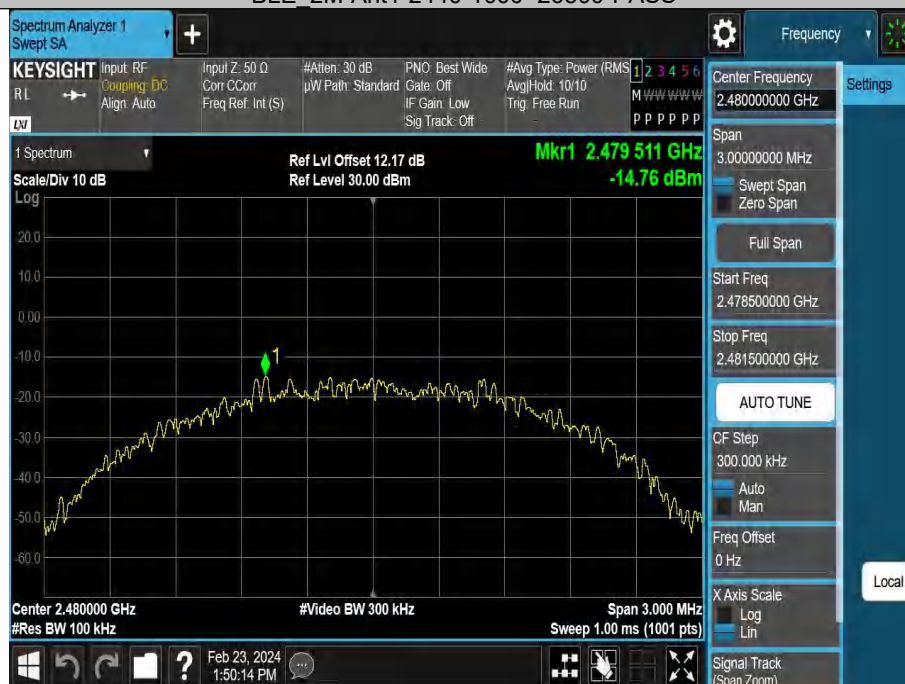 Spectrum Analyzer 1
Swept SA
+
Frequency
KEYSIGHT
RL
LXI
Input: RF
Coupling: DC
Align: Auto
Input Z: 50 Ω
Corr CCorr
Freq Ref: Int (S)
#Atten: 30 dB
µW Path: Standard
PNO: Best Wide
Gate: Off
IF Gain: Low
Sig Track: Off
#Avg Type: Power (RMS
Avg|Hold: 10/10
Trig: Free Run
1 2 3 4 5 6
M W W W W W
P P P P P P
1 Spectrum
Scale/Div 10 dB
Ref Lvl Offset 12.17 dB
Ref Level 30.00 dBm
Mkr1 2.479 511 GHz
-14.76 dBm
Log
20.0
10.0
0.00
-10.0
-20.0
-30.0
-40.0
-50.0
-60.0
1
Center 2.480000 GHz
#Res BW 100 kHz
#Video BW 300 kHz
Span 3.000 MHz
Sweep 1.00 ms (1001 pts)
?
Feb 23, 2024
1:50:14 PM
Center Frequency
2.480000000 GHz
Settings
Span
3.00000000 MHz
Swept Span
Zero Span
Full Span
Start Freq
2.478500000 GHz
Stop Freq
2.481500000 GHz
AUTO TUNE
CF Step
300.000 kHz
Auto
Man
Freq Offset
0 Hz
Local
X Axis Scale
Log
Lin
Signal Track
(Span Zoom)